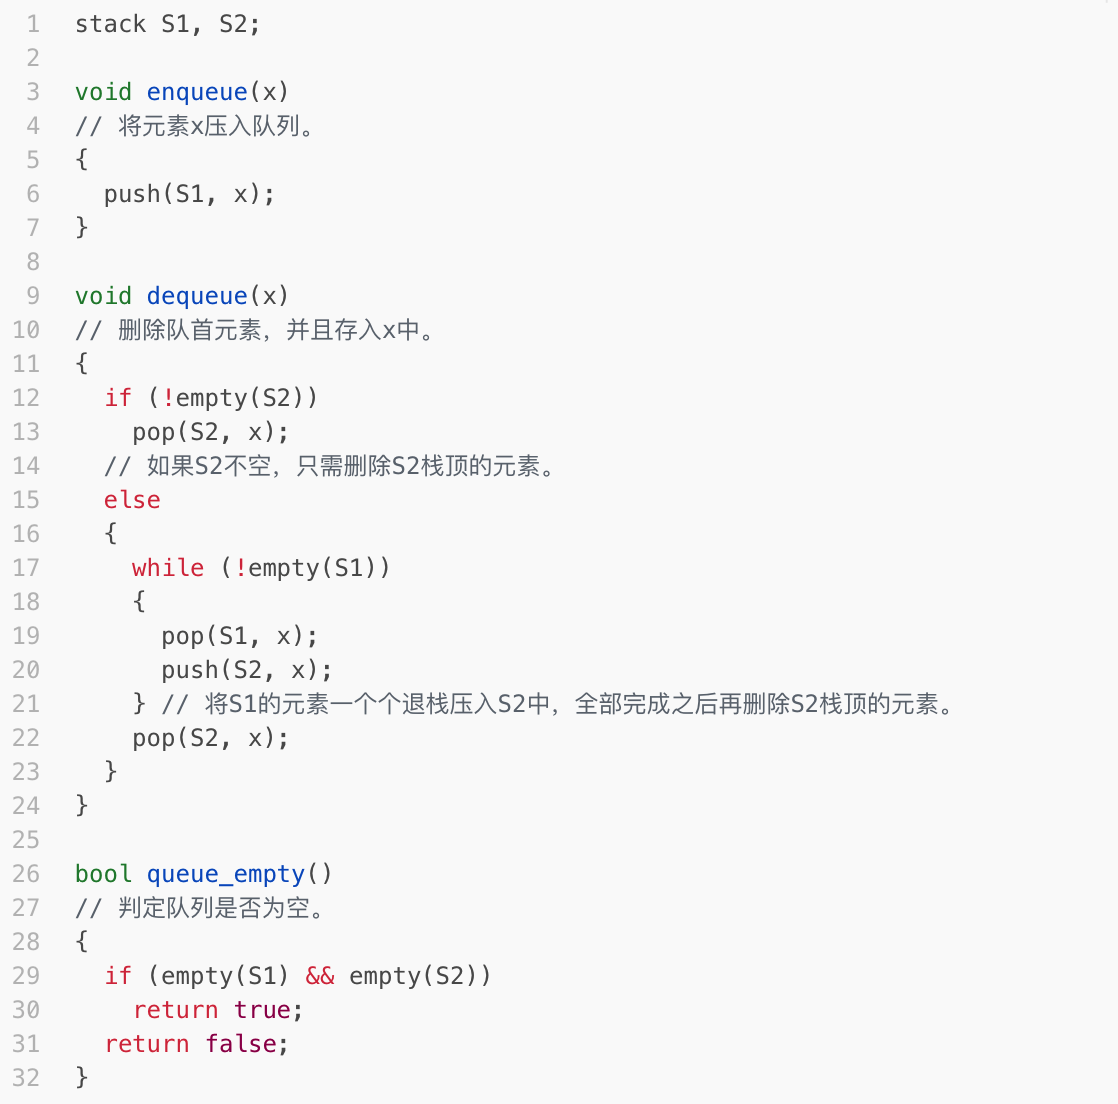 1 stack S1, S2;
2
3 void enqueue(x)
4 // 将元素x压入队列。
5 {
6   push(S1, x);
7 }
8
9 void dequeue(x)
10 // 删除队首元素，并且存入x中。
11 {
12   if (!empty(S2))
13     pop(S2, x);
14   // 如果S2不空，只需删除S2栈顶的元素。
15   else
16   {
17     while (!empty(S1))
18     {
19       pop(S1, x);
20       push(S2, x);
21     } // 将S1的元素一个个退栈压入S2中，全部完成之后再删除S2栈顶的元素。
22     pop(S2, x);
23   }
24 }
25
26 bool queue_empty()
27 // 判定队列是否为空。
28 {
29   if (empty(S1) && empty(S2))
30     return true;
31   return false;
32 }